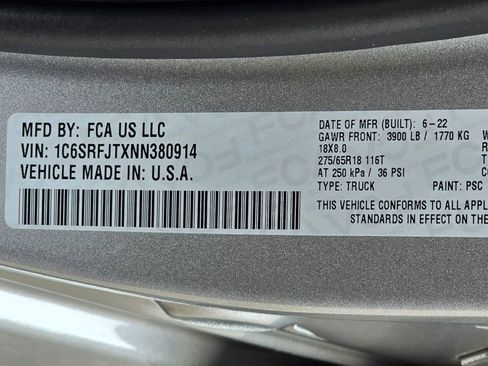 MFD BY: FCA US LLC
VIN: 1C6SRFJTXNN380914
VEHICLE MADE IN: U.S.A.
DATE OF MFR (BUILT): 6-22
GAWR FRONT: 3900 LB / 1770 KG
18X8.0
275/65R18 116T
AT 250 kPa / 36 PSI
TYPE: TRUCK PAINT: PSC
THIS VEHICLE CONFORMS TO ALL APPLICABLE
STANDARDS IN EFFECT ON THE